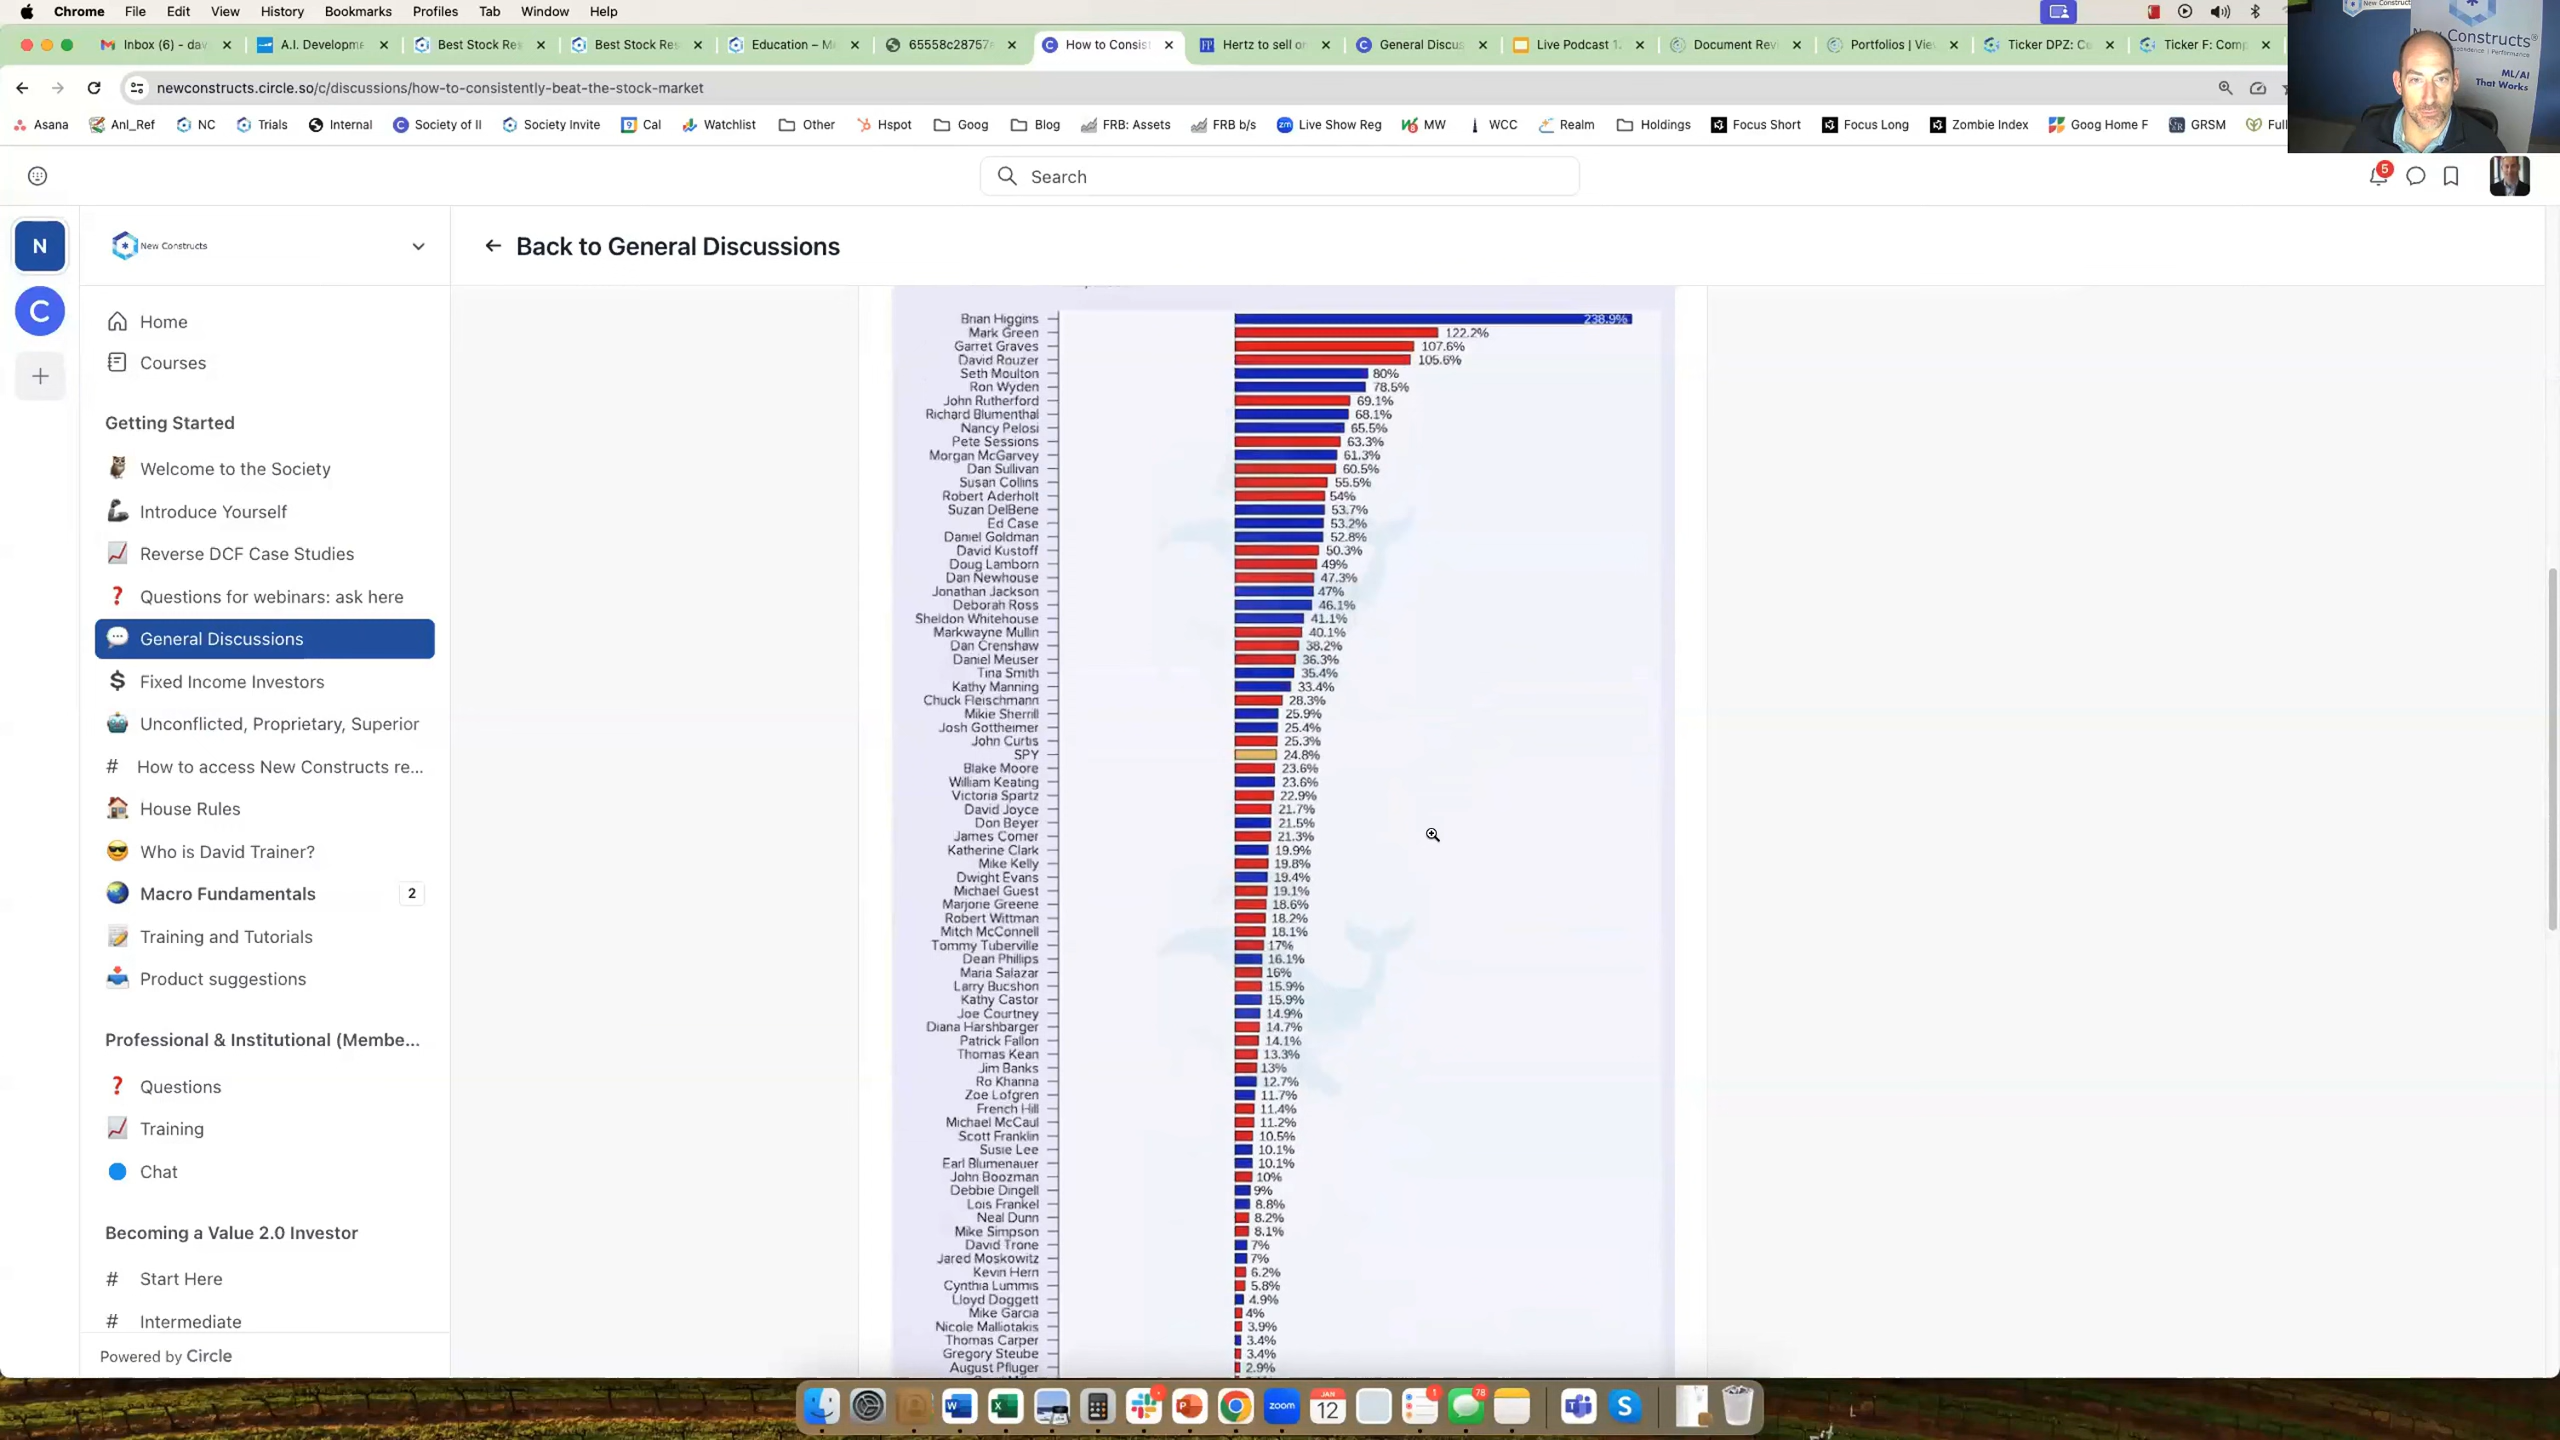 Chrome File Edit View History Bookmarks Profiles Tab Window Help
Inbox (6) - dav
A.I. Developme
Best Stock Re
Best Stock Re
Education – M
65558c28757
How to Consist
Hertz to sell o
General Discus
Live Podcast 1
Document Rev
Portfolios | Vie
Ticker DPZ: C
Ticker F: Comp
newconstructs.circle.so/c/discussions/how-to-consistently-beat-the-stock-market
Asana Anl_Ref NC Trials Internal Society of II Society Invite Cal Watchlist Other Hspot Goog Blog FRB: Assets FRB b/s Live Show Reg MW WCC Realm Holdings Focus Short Focus Long Zombie Index Goog Home F GRSM Full
New Constructs®
ML/AI
That Works
Search
5
N
C
New Constructs
Back to General Discussions
Home
Courses
Getting Started
Welcome to the Society
Introduce Yourself
Reverse DCF Case Studies
Questions for webinars: ask here
General Discussions
Fixed Income Investors
Unconflicted, Proprietary, Superior
# How to access New Constructs re...
House Rules
Who is David Trainer?
Macro Fundamentals 2
Training and Tutorials
Product suggestions
Professional & Institutional (Membe...
Questions
Training
Chat
Becoming a Value 2.0 Investor
# Start Here
# Intermediate
Powered by Circle
Brian Higgins 238.9%
Mark Green 122.2%
Garret Graves 107.6%
David Rouzer 105.6%
Seth Moulton 80%
Ron Wyden 78.5%
John Rutherford 69.1%
Richard Blumenthal 68.1%
Nancy Pelosi 65.5%
Pete Sessions 63.3%
Morgan McGarvey 61.3%
Dan Sullivan 60.5%
Susan Collins 55.5%
Robert Aderholt 54%
Suzan DelBene 53.7%
Ed Case 53.2%
Daniel Goldman 52.8%
David Kustoff 50.3%
Doug Lamborn 49%
Dan Newhouse 47.3%
Jonathan Jackson 47%
Deborah Ross 46.1%
Sheldon Whitehouse 41.1%
Markwayne Mullin 40.1%
Dan Crenshaw 38.2%
Daniel Meuser 36.3%
Tina Smith 35.4%
Kathy Manning 33.4%
Chuck Fleischmann 28.3%
Mikie Sherrill 25.9%
Josh Gottheimer 25.4%
John Curtis 25.3%
SPY 24.8%
Blake Moore 23.6%
William Keating 23.6%
Victoria Spartz 22.9%
David Joyce 21.7%
Don Beyer 21.5%
James Comer 21.3%
Katherine Clark 19.9%
Mike Kelly 19.8%
Dwight Evans 19.4%
Michael Guest 19.1%
Marjorie Greene 18.6%
Robert Wittman 18.2%
Mitch McConnell 18.1%
Tommy Tuberville 17%
Dean Phillips 16.1%
Maria Salazar 16%
Larry Bucshon 15.9%
Kathy Castor 15.9%
Joe Courtney 14.9%
Diana Harshbarger 14.7%
Patrick Fallon 14.1%
Thomas Kean 13.3%
Jim Banks 13%
Ro Khanna 12.7%
Zoe Lofgren 11.7%
French Hill 11.4%
Michael McCaul 11.2%
Scott Franklin 10.5%
Susie Lee 10.1%
Earl Blumenauer 10.1%
John Boozman 10%
Debbie Dingell 9%
Lois Frankel 8.8%
Neal Dunn 8.2%
Mike Simpson 8.1%
David Trone 7%
Jared Moskowitz 7%
Kevin Hern 6.2%
Cynthia Lummis 5.8%
Lloyd Doggett 4.9%
Mike Garcia 4%
Nicole Malliotakis 3.9%
Thomas Carper 3.4%
Gregory Steube 3.4%
August Pfluger 2.9%
zoom
JAN
12
1
78